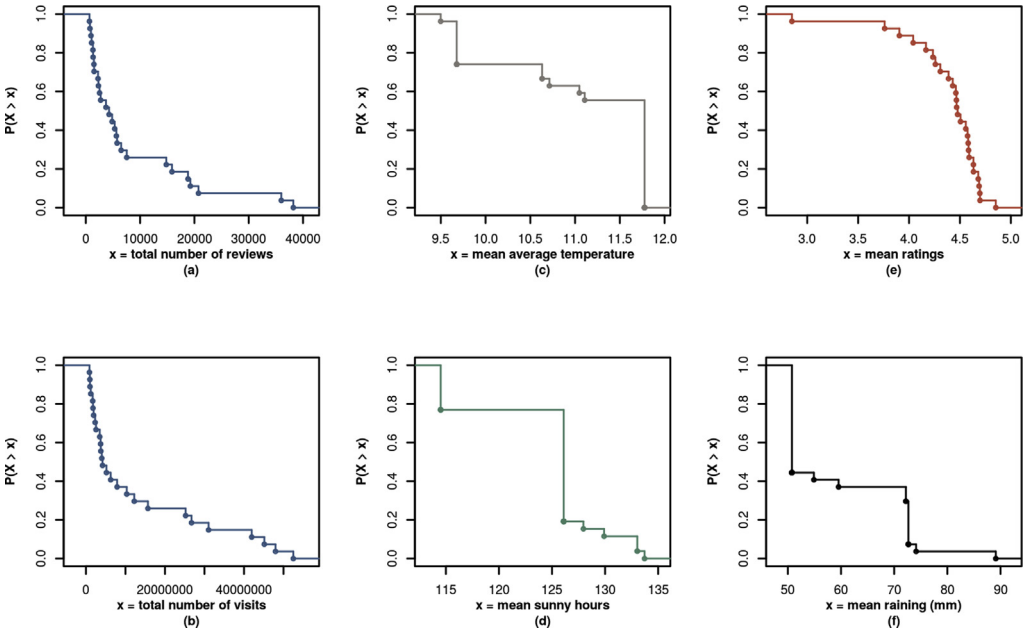 P(X > x)
0.0 0.2 0.4 0.6 0.8 1.0
0 10000 20000 30000 40000
x = total number of reviews
(a)
P(X > x)
0.0 0.2 0.4 0.6 0.8 1.0
9.5 10.0 10.5 11.0 11.5 12.0
x = mean average temperature
(c)
P(X > x)
0.0 0.2 0.4 0.6 0.8 1.0
3.0 3.5 4.0 4.5 5.0
x = mean ratings
(e)
P(X > x)
0.0 0.2 0.4 0.6 0.8 1.0
0 20000000 40000000
x = total number of visits
(b)
P(X > x)
0.0 0.2 0.4 0.6 0.8 1.0
115 120 125 130 135
x = mean sunny hours
(d)
P(X > x)
0.0 0.2 0.4 0.6 0.8 1.0
50 60 70 80 90
x = mean raining (mm)
(f)